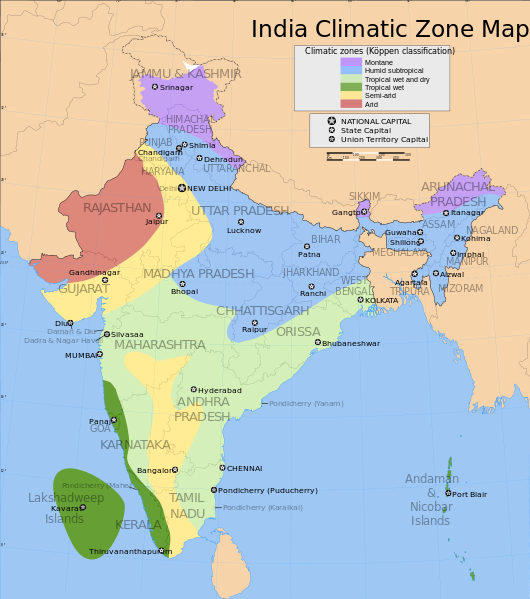 India Climatic Zone Map
Climatic zones (Köppen classification)
Montane
Humid subtropical
Tropical wet and dry
Tropical wet
Semi-arid
Arid
NATIONAL CAPITAL
State Capital
Union Territory Capital
JAMMU & KASHMIR
Srinagar
HIMACHAL
PRADESH
PUNJAB
Shimla
Chandigarh
Chandigarh
Dehradun
UTTARANCHAL
HARYANA
Delhi
NEW DELHI
SIKKIM
ARUNACHAL
PRADESH
RAJASTHAN
UTTAR PRADESH
Gangtok
Itanagar
Jaipur
Lucknow
ASSAM
Guwahati
NAGALAND
BIHAR
Shillong
Kohima
Patna
MEGHALAYA
Imphal
MANIPUR
Gandhinagar
MADHYA PRADESH
JHARKHAND
Aizwal
GUJARAT
Bhopal
WEST
BENGAL
Ranchi
Agartala
TRIPURA
MIZORAM
KOLKATA
CHHATTISGARH
Diu
Raipur
ORISSA
Daman & Diu
Silvasaa
Dadra & Nagar Haveli
MAHARASHTRA
Bhubaneshwar
MUMBAI
Hyderabad
ANDHRA
PRADESH
Pondicherry (Yanam)
Panaji
GOA
KARNATAKA
Bangalore
CHENNAI
Pondicherry (Mahe)
Pondicherry (Puducherry)
Lakshadweep
Islands
Kavaratti
TAMIL
NADU
Pondicherry (Karaikal)
KERALA
Thiruvananthapuram
Andaman
&
Nicobar
Islands
Port Blair